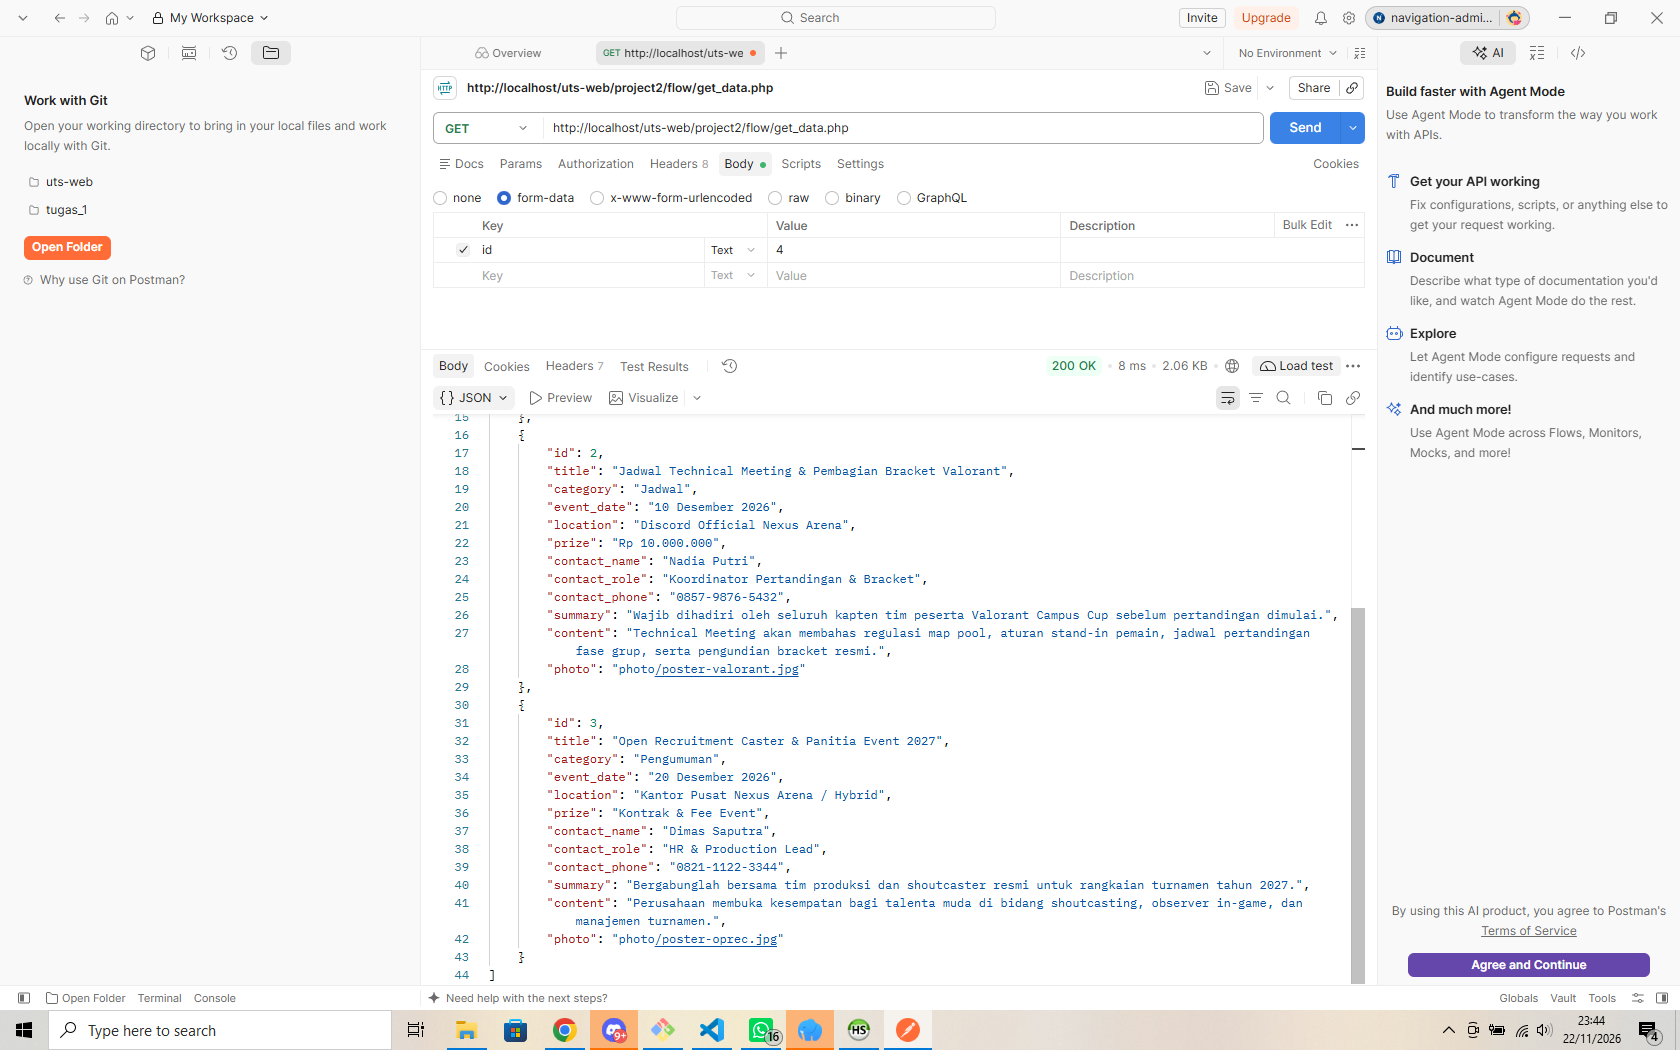 My Workspace
Search
Invite
Upgrade
navigation-admi...
Work with Git
Open your working directory to bring in your local files and work
locally with Git.
uts-web
tugas_1
Open Folder
Why use Git on Postman?
Overview
GET http://localhost/uts-we
No Environment
HTTP
http://localhost/uts-web/project2/flow/get_data.php
Save
Share
GET
http://localhost/uts-web/project2/flow/get_data.php
Send
Docs
Params
Authorization
Headers 8
Body
Scripts
Settings
Cookies
none
form-data
x-www-form-urlencoded
raw
binary
GraphQL
Key
Value
Description
Bulk Edit
id
Text
4
Key
Text
Value
Description
Body
Cookies
Headers 7
Test Results
200 OK
8 ms
2.06 KB
Load test
{} JSON
Preview
Visualize
15 },
16 {
17 "id": 2,
18 "title": "Jadwal Technical Meeting & Pembagian Bracket Valorant",
19 "category": "Jadwal",
20 "event_date": "10 Desember 2026",
21 "location": "Discord Official Nexus Arena",
22 "prize": "Rp 10.000.000",
23 "contact_name": "Nadia Putri",
24 "contact_role": "Koordinator Pertandingan & Bracket",
25 "contact_phone": "0857-9876-5432",
26 "summary": "Wajib dihadiri oleh seluruh kapten tim peserta Valorant Campus Cup sebelum pertandingan dimulai.",
27 "content": "Technical Meeting akan membahas regulasi map pool, aturan stand-in pemain, jadwal pertandingan
fase grup, serta pengundian bracket resmi.",
28 "photo": "photo/poster-valorant.jpg"
29 },
30 {
31 "id": 3,
32 "title": "Open Recruitment Caster & Panitia Event 2027",
33 "category": "Pengumuman",
34 "event_date": "20 Desember 2026",
35 "location": "Kantor Pusat Nexus Arena / Hybrid",
36 "prize": "Kontrak & Fee Event",
37 "contact_name": "Dimas Saputra",
38 "contact_role": "HR & Production Lead",
39 "contact_phone": "0821-1122-3344",
40 "summary": "Bergabunglah bersama tim produksi dan shoutcaster resmi untuk rangkaian turnamen tahun 2027.",
41 "content": "Perusahaan membuka kesempatan bagi talenta muda di bidang shoutcasting, observer in-game, dan
manajemen turnamen.",
42 "photo": "photo/poster-oprec.jpg"
43 }
44 ]
AI
Build faster with Agent Mode
Use Agent Mode to transform the way you work
with APIs.
Get your API working
Fix configurations, scripts, or anything else to
get your request working.
Document
Describe what type of documentation you'd
like, and watch Agent Mode do the rest.
Explore
Let Agent Mode configure requests and
identify use-cases.
And much more!
Use Agent Mode across Flows, Monitors,
Mocks, and more!
By using this AI product, you agree to Postman's
Terms of Service
Agree and Continue
Open Folder
Terminal
Console
Need help with the next steps?
Globals
Vault
Tools
Type here to search
9+
16
HS
23:44
22/11/2026
4